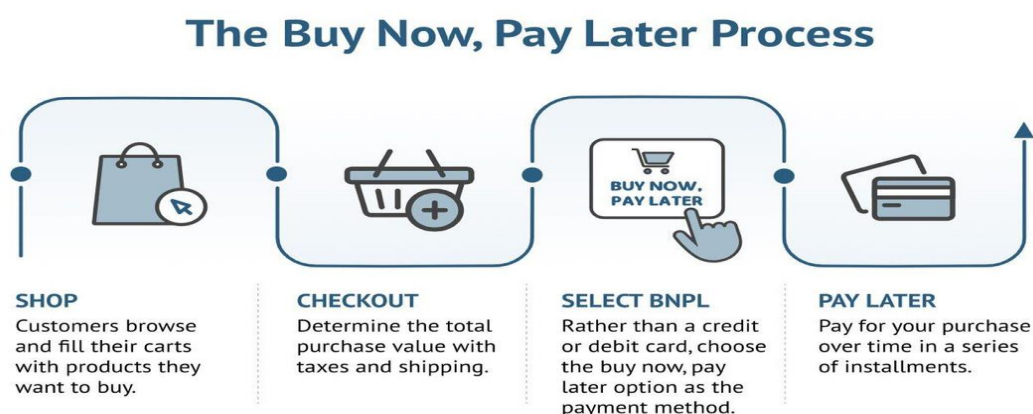 The Buy Now, Pay Later Process
BUY NOW,
PAY LATER
SHOP
Customers browse
and fill their carts
with products they
want to buy.
CHECKOUT
Determine the total
purchase value with
taxes and shipping.
SELECT BNPL
Rather than a credit
or debit card, choose
the buy now, pay
later option as the
payment method.
PAY LATER
Pay for your purchase
over time in a series
of installments.